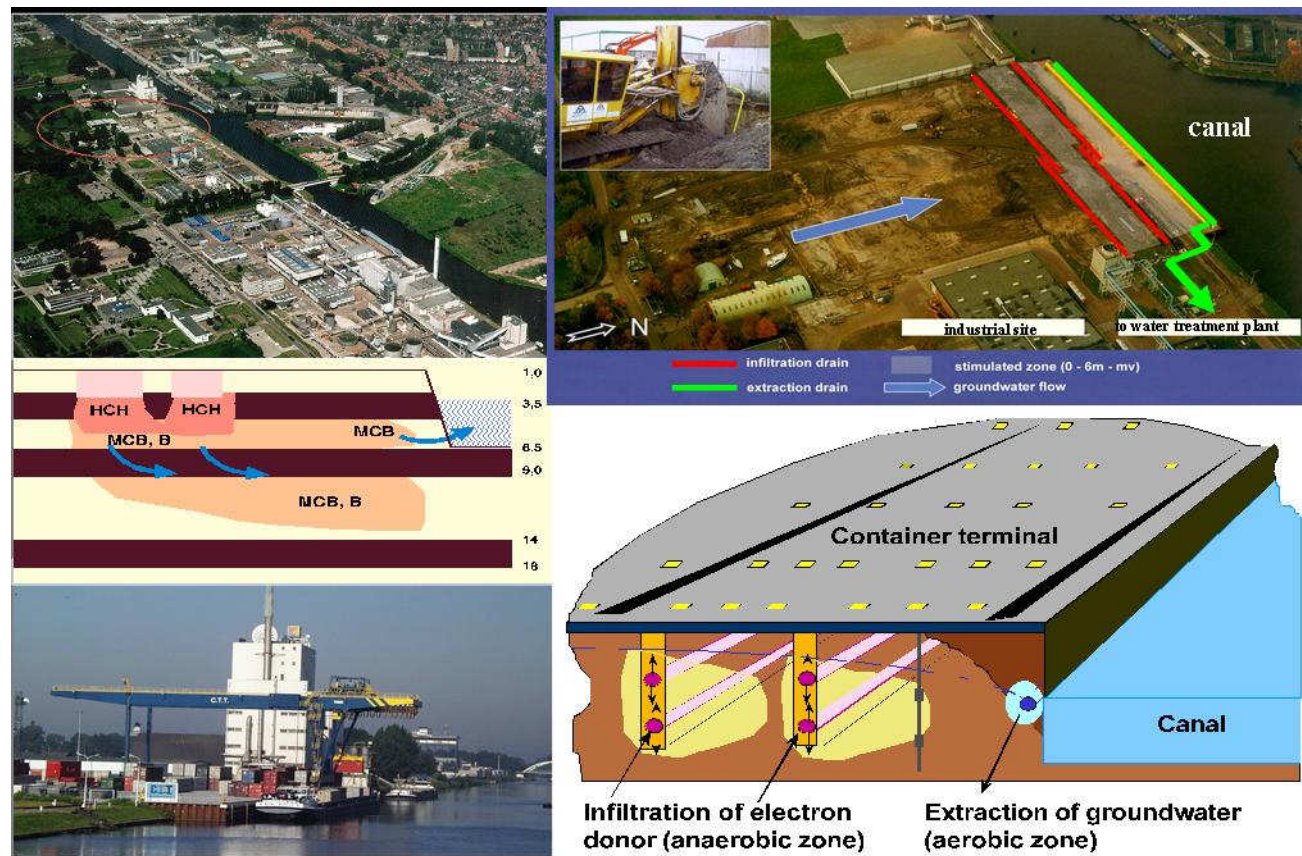 canal
N
industrial site
to water treatment plant
infiltration drain
stimulated zone (0 - 6m - mv)
extraction drain
groundwater flow
1,0
HCH
HCH
3,5
MCB, B
MCB
6.5
9,0
MCB, B
14
18
C.T.T.
Container terminal
Canal
Infiltration of electron
donor (anaerobic zone)
Extraction of groundwater
(aerobic zone)